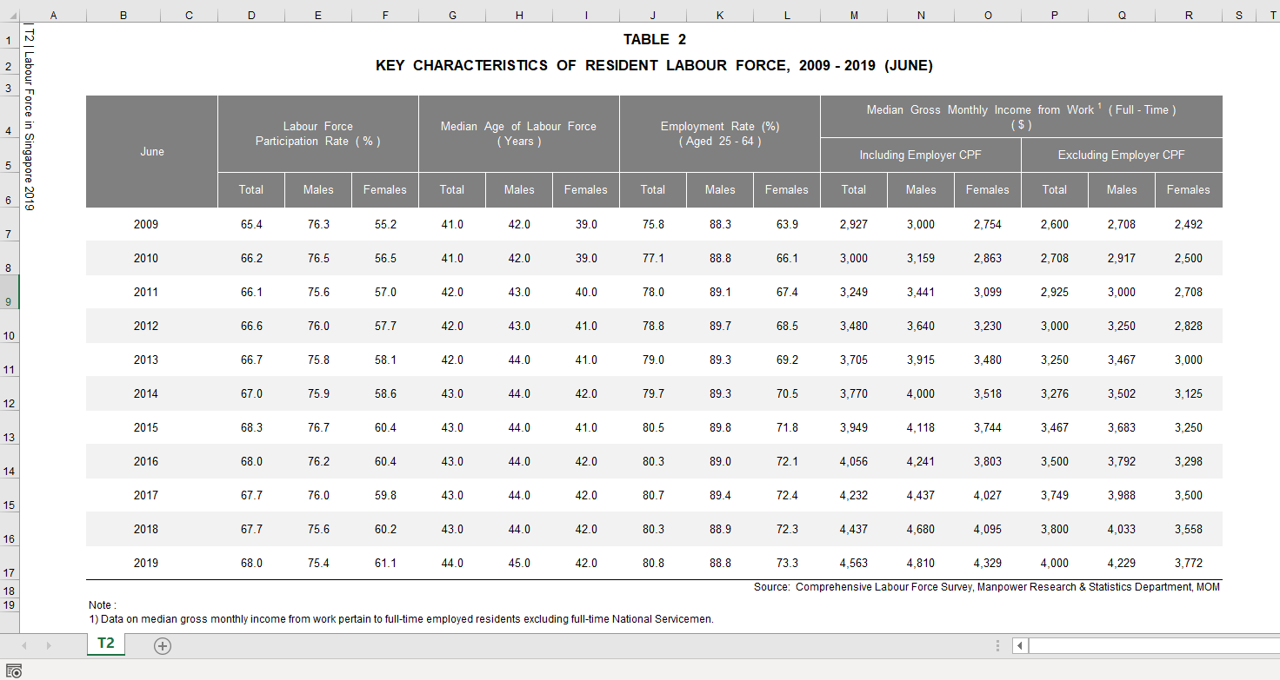 A B C D E F G H I J K L M N O P Q R S T
1 TABLE 2
2 KEY CHARACTERISTICS OF RESIDENT LABOUR FORCE, 2009 - 2019 (JUNE)
3
| T2 | Labour Force in Singapore 2019
4
5
6
June
Labour Force
Participation Rate ( % )
Median Age of Labour Force
( Years )
Employment Rate (%)
( Aged 25 - 64 )
Median Gross Monthly Income from Work 1 ( Full - Time )
( $ )
Including Employer CPF Excluding Employer CPF
Total Males Females Total Males Females Total Males Females Total Males Females Total Males Females
7 2009 65.4 76.3 55.2 41.0 42.0 39.0 75.8 88.3 63.9 2,927 3,000 2,754 2,600 2,708 2,492
8 2010 66.2 76.5 56.5 41.0 42.0 39.0 77.1 88.8 66.1 3,000 3,159 2,863 2,708 2,917 2,500
9 2011 66.1 75.6 57.0 42.0 43.0 40.0 78.0 89.1 67.4 3,249 3,441 3,099 2,925 3,000 2,708
10 2012 66.6 76.0 57.7 42.0 43.0 41.0 78.8 89.7 68.5 3,480 3,640 3,230 3,000 3,250 2,828
11 2013 66.7 75.8 58.1 42.0 44.0 41.0 79.0 89.3 69.2 3,705 3,915 3,480 3,250 3,467 3,000
12 2014 67.0 75.9 58.6 43.0 44.0 42.0 79.7 89.3 70.5 3,770 4,000 3,518 3,276 3,502 3,125
13 2015 68.3 76.7 60.4 43.0 44.0 41.0 80.5 89.8 71.8 3,949 4,118 3,744 3,467 3,683 3,250
14 2016 68.0 76.2 60.4 43.0 44.0 42.0 80.3 89.0 72.1 4,056 4,241 3,803 3,500 3,792 3,298
15 2017 67.7 76.0 59.8 43.0 44.0 42.0 80.7 89.4 72.4 4,232 4,437 4,027 3,749 3,988 3,500
16 2018 67.7 75.6 60.2 43.0 44.0 42.0 80.3 88.9 72.3 4,437 4,680 4,095 3,800 4,033 3,558
17 2019 68.0 75.4 61.1 44.0 45.0 42.0 80.8 88.8 73.3 4,563 4,810 4,329 4,000 4,229 3,772
18 Source: Comprehensive Labour Force Survey, Manpower Research & Statistics Department, MOM
19 Note :
1) Data on median gross monthly income from work pertain to full-time employed residents excluding full-time National Servicemen.
T2